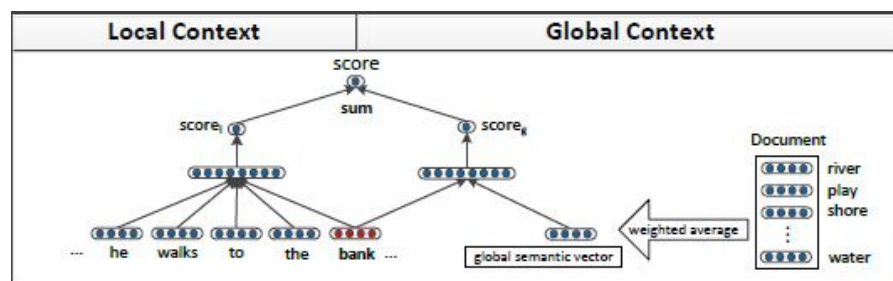 Local Context
Global Context
score
sum
scoreₗ
score_g
Document
river
play
shore
⋮
water
weighted average
... he walks to the bank ...
global semantic vector